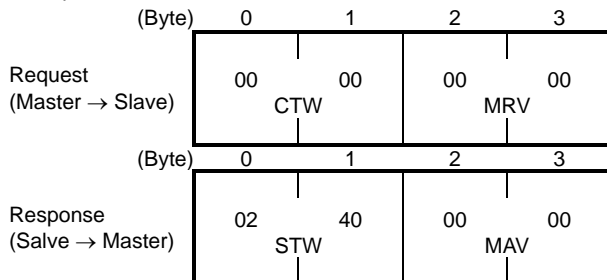 (Byte) 0 1 2 3
Request
(Master → Slave)
00 00 00 00
CTW MRV
(Byte) 0 1 2 3
Response
(Salve → Master)
02 40 00 00
STW MAV